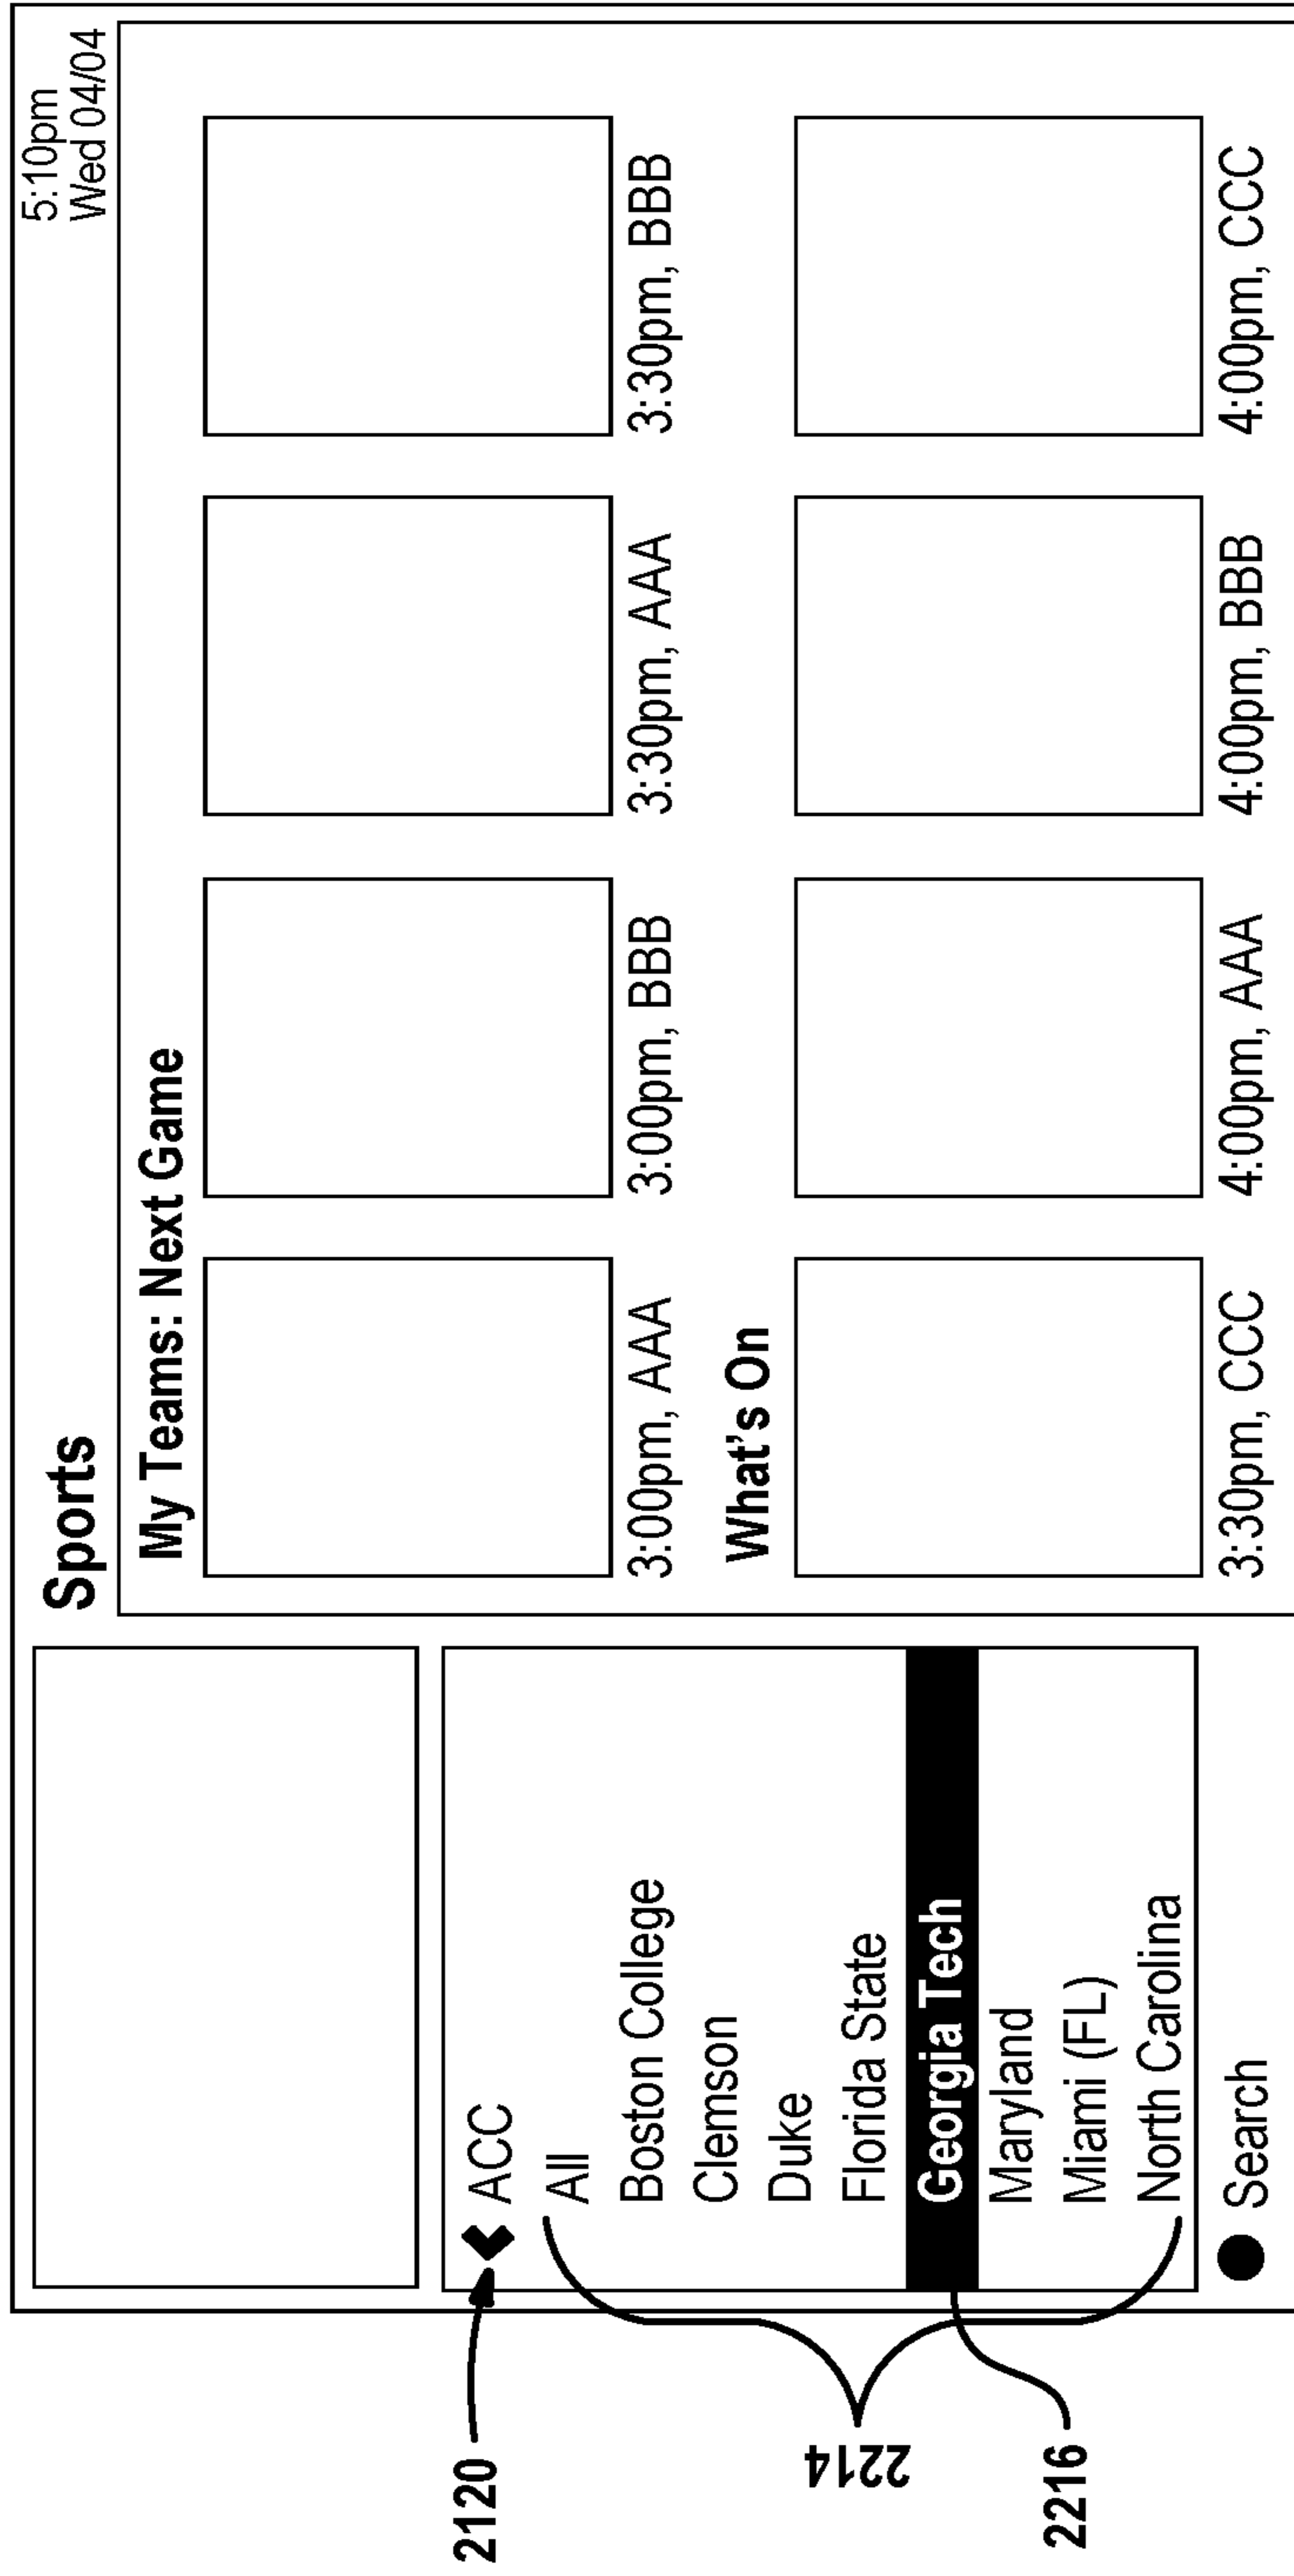 5:10pm
Wed 04/04
Sports
My Teams: Next Game
3:00pm, AAA
3:00pm, BBB
3:30pm, AAA
3:30pm, BBB
What's On
3:30pm, CCC
4:00pm, AAA
4:00pm, BBB
4:00pm, CCC
2120
ACC
All
Boston College
Clemson
Duke
Florida State
Georgia Tech
Maryland
Miami (FL)
North Carolina
Search
2214
2216